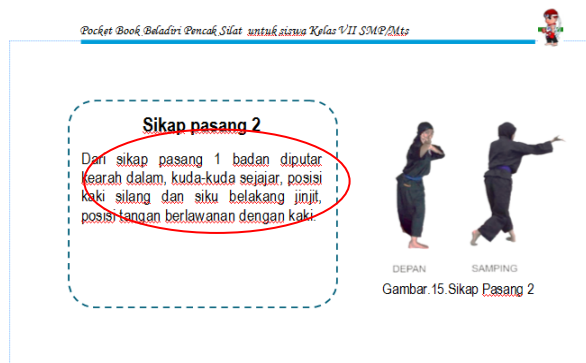 Pocket Book Beladiri Pencak Silat untuk siswa Kelas VII SMP/Mts
Sikap pasang 2
Dari sikap pasang 1 badan diputar
kearah dalam, kuda-kuda sejajar, posisi
kaki silang dan siku belakang jinjit,
posisi tangan berlawanan dengan kaki.
DEPAN
SAMPING
Gambar.15.Sikap Pasang 2